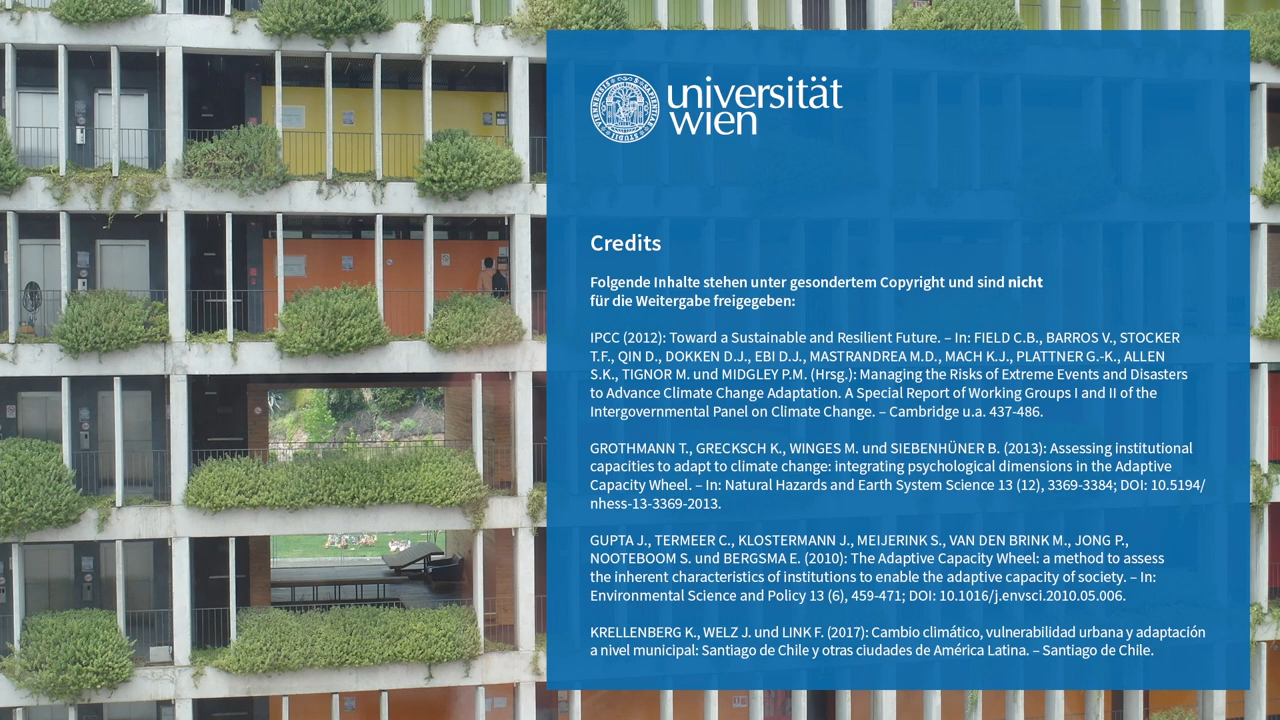 universität
wien
Credits
Folgende Inhalte stehen unter gesondertem Copyright und sind nicht
für die Weitergabe freigegeben:
IPCC (2012): Toward a Sustainable and Resilient Future. – In: FIELD C.B., BARROS V., STOCKER
T.F., QIN D., DOKKEN D.J., EBI D.J., MASTRANDREA M.D., MACH K.J., PLATTNER G.-K., ALLEN
S.K., TIGNOR M. und MIDGLEY P.M. (Hrsg.): Managing the Risks of Extreme Events and Disasters
to Advance Climate Change Adaptation. A Special Report of Working Groups I and II of the
Intergovernmental Panel on Climate Change. – Cambridge u.a. 437-486.
GROTHMANN T., GRECKSCH K., WINGES M. und SIEBENHÜNER B. (2013): Assessing institutional
capacities to adapt to climate change: integrating psychological dimensions in the Adaptive
Capacity Wheel. – In: Natural Hazards and Earth System Science 13 (12), 3369-3384; DOI: 10.5194/
nhess-13-3369-2013.
GUPTA J., TERMEER C., KLOSTERMANN J., MEIJERINK S., VAN DEN BRINK M., JONG P.,
NOOTEBOOM S. und BERGSMA E. (2010): The Adaptive Capacity Wheel: a method to assess
the inherent characteristics of institutions to enable the adaptive capacity of society. – In:
Environmental Science and Policy 13 (6), 459-471; DOI: 10.1016/j.envsci.2010.05.006.
KRELLENBERG K., WELZ J. und LINK F. (2017): Cambio climático, vulnerabilidad urbana y adaptación
a nivel municipal: Santiago de Chile y otras ciudades de América Latina. – Santiago de Chile.